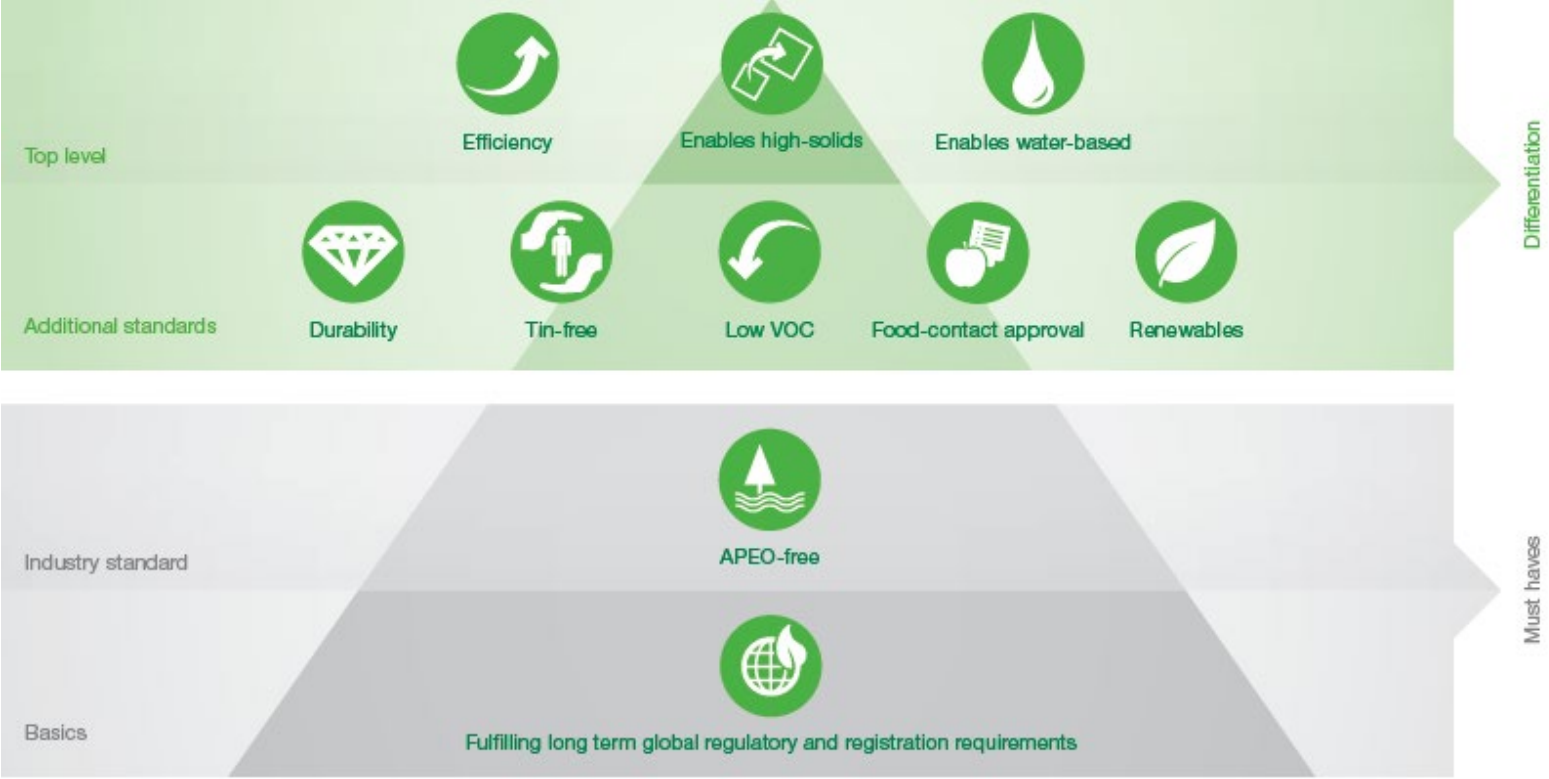 Efficiency
Enables high-solids
Enables water-based
Top level
Differentiation
Additional standards
Durability
Tin-free
Low VOC
Food-contact approval
Renewables
APEO-free
Industry standard
Must haves
Basics
Fulfilling long term global regulatory and registration requirements